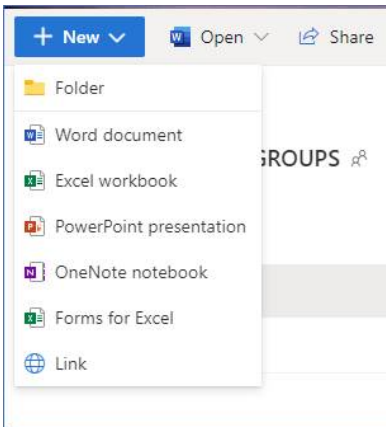 + New
Open
Share
Folder
Word document
GROUPS
Excel workbook
PowerPoint presentation
OneNote notebook
Forms for Excel
Link